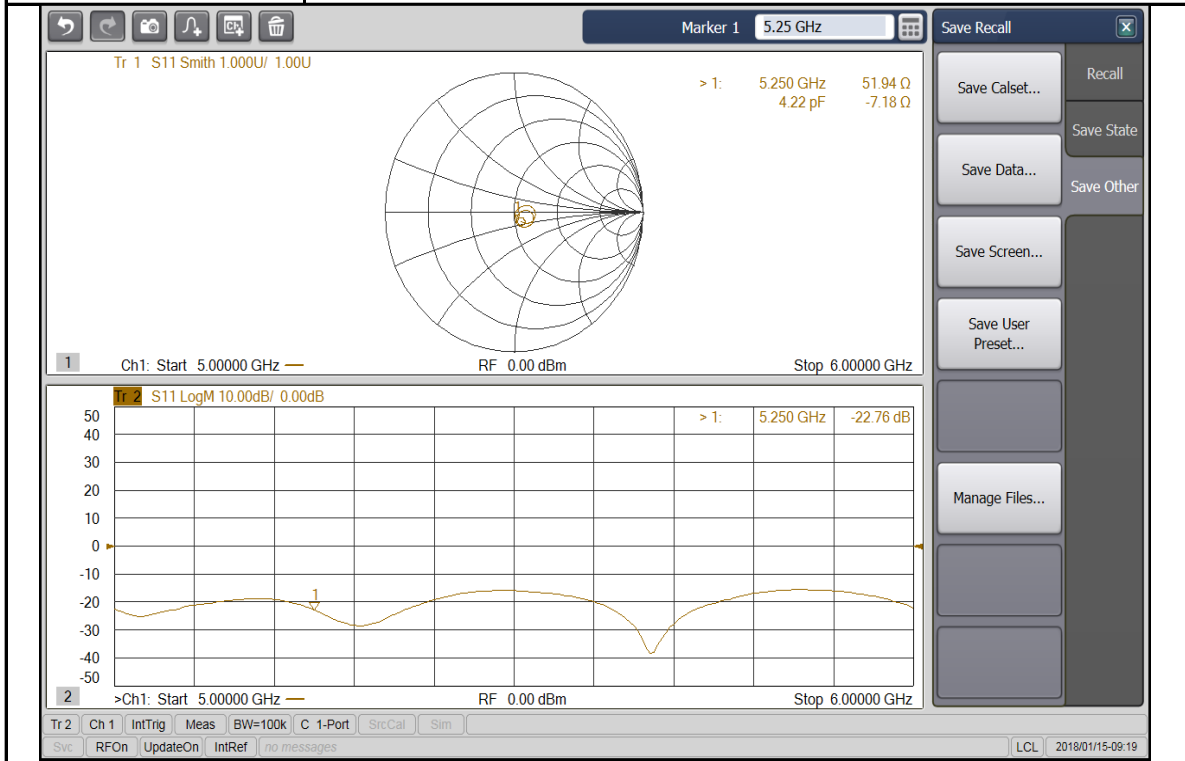 Marker 1 5.25 GHz
Save Recall X
Tr 1 S11 Smith 1.000U/ 1.00U
> 1: 5.250 GHz 51.94 Ω
4.22 pF -7.18 Ω
1
1 Ch1: Start 5.00000 GHz — RF 0.00 dBm Stop 6.00000 GHz
Tr 2 S11 LogM 10.00dB/ 0.00dB
> 1: 5.250 GHz -22.76 dB
50
40
30
20
10
0
-10
-20
-30
-40
-50
1
2 >Ch1: Start 5.00000 GHz — RF 0.00 dBm Stop 6.00000 GHz
Save Calset...
Save Data...
Save Screen...
Save User
Preset...
Manage Files...
Recall
Save State
Save Other
Tr 2 Ch 1 IntTrig Meas BW=100k C 1-Port SrcCal Sim
Svc RFOn UpdateOn IntRef no messages LCL 2018/01/15-09:19